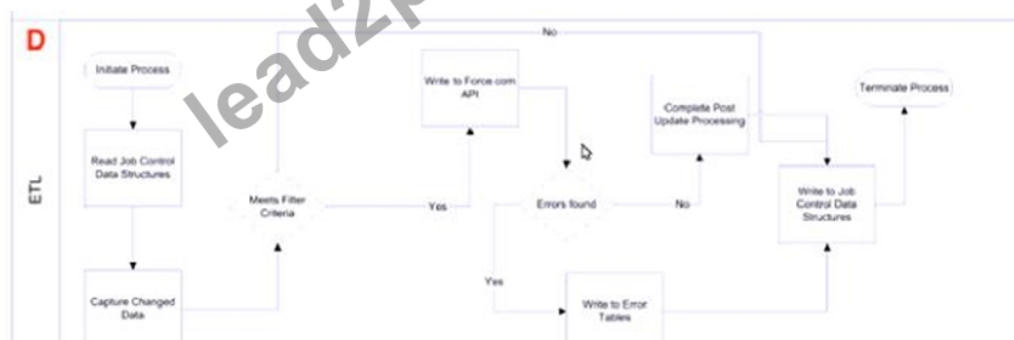 D
lead2p
No
Initiate Process
Write to Force.com
API
Terminate Process
Complete Post
Update Processing
Read Job Control
Data Structures
Meets Filter
Criteria
Yes
Errors found
No
Write to Job
Control Data
Structures
ETL
Yes
Capture Changed
Data
Write to Error
Tables